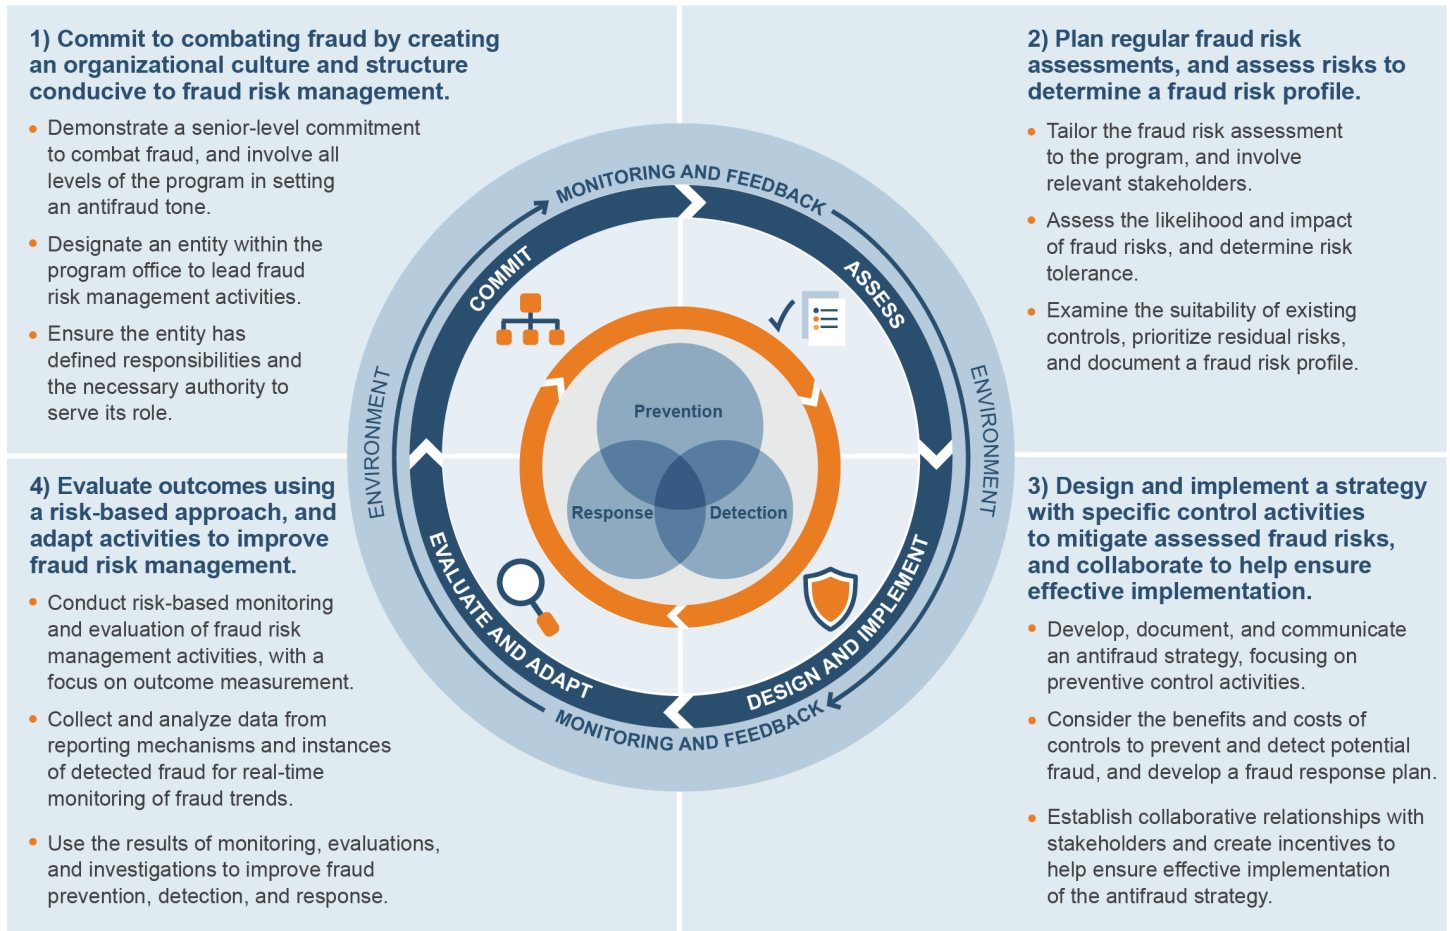 1) Commit to combating fraud by creating
an organizational culture and structure
conducive to fraud risk management.
Demonstrate a senior-level commitment
to combat fraud, and involve all
levels of the program in setting
an antifraud tone.
Designate an entity within the
program office to lead fraud
risk management activities.
Ensure the entity has
defined responsibilities and
the necessary authority to
serve its role.
2) Plan regular fraud risk
assessments, and assess risks to
determine a fraud risk profile.
Tailor the fraud risk assessment
to the program, and involve
relevant stakeholders.
Assess the likelihood and impact
of fraud risks, and determine risk
tolerance.
Examine the suitability of existing
controls, prioritize residual risks,
and document a fraud risk profile.
MONITORING AND FEEDBACK
COMMIT
ASSESS
ENVIRONMENT
ENVIRONMENT
Prevention
Response
Detection
EVALUATE AND ADAPT
DESIGN AND IMPLEMENT
MONITORING AND FEEDBACK
4) Evaluate outcomes using
a risk-based approach, and
adapt activities to improve
fraud risk management.
Conduct risk-based monitoring
and evaluation of fraud risk
management activities, with a
focus on outcome measurement.
Collect and analyze data from
reporting mechanisms and instances
of detected fraud for real-time
monitoring of fraud trends.
Use the results of monitoring, evaluations,
and investigations to improve fraud
prevention, detection, and response.
3) Design and implement a strategy
with specific control activities
to mitigate assessed fraud risks,
and collaborate to help ensure
effective implementation.
Develop, document, and communicate
an antifraud strategy, focusing on
preventive control activities.
Consider the benefits and costs of
controls to prevent and detect potential
fraud, and develop a fraud response plan.
Establish collaborative relationships with
stakeholders and create incentives to
help ensure effective implementation
of the antifraud strategy.